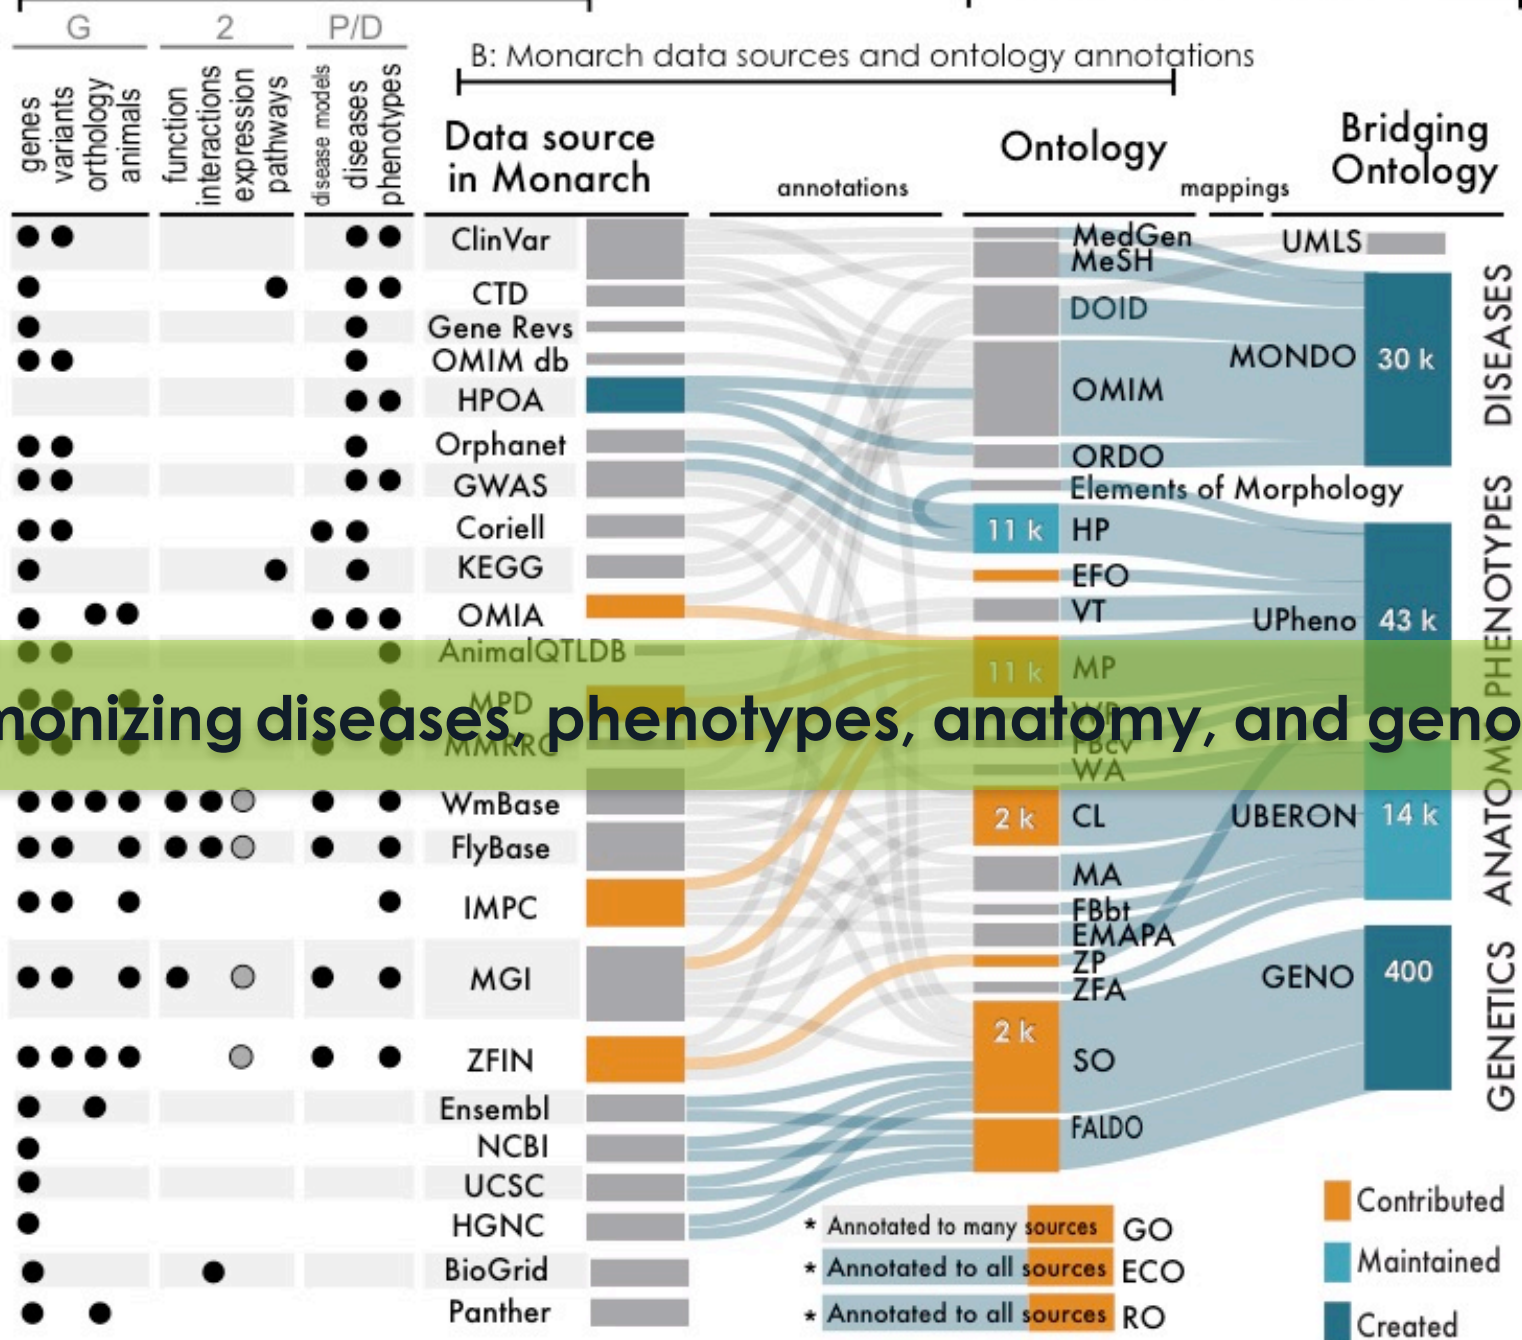 G 2 P/D
B: Monarch data sources and ontology annotations
genes
variants
orthology
animals
function
interactions
expression
pathways
disease models
diseases
phenotypes
Data source
in Monarch
annotations
Ontology
mappings
Bridging
Ontology
ClinVar
CTD
Gene Revs
OMIM db
HPOA
Orphanet
GWAS
Coriell
KEGG
OMIA
AnimalQTLDB
MPD
MMRRC
WmBase
FlyBase
IMPC
MGI
ZFIN
Ensembl
NCBI
UCSC
HGNC
BioGrid
Panther
MedGen
MeSH
DOID
OMIM
ORDO
Elements of Morphology
11 k HP
EFO
VT
11 k MP
monizing diseases, phenotypes, anatomy, and geno
WP
FBcv
WA
2 k CL
MA
FBbt
EMAPA
ZP
ZFA
2 k
SO
FALDO
UMLS
MONDO 30 k
UPheno 43 k
UBERON 14 k
GENO 400
DISEASES
PHENOTYPES
ANATOMY
GENETICS
* Annotated to many sources GO
* Annotated to all sources ECO
* Annotated to all sources RO
Contributed
Maintained
Created